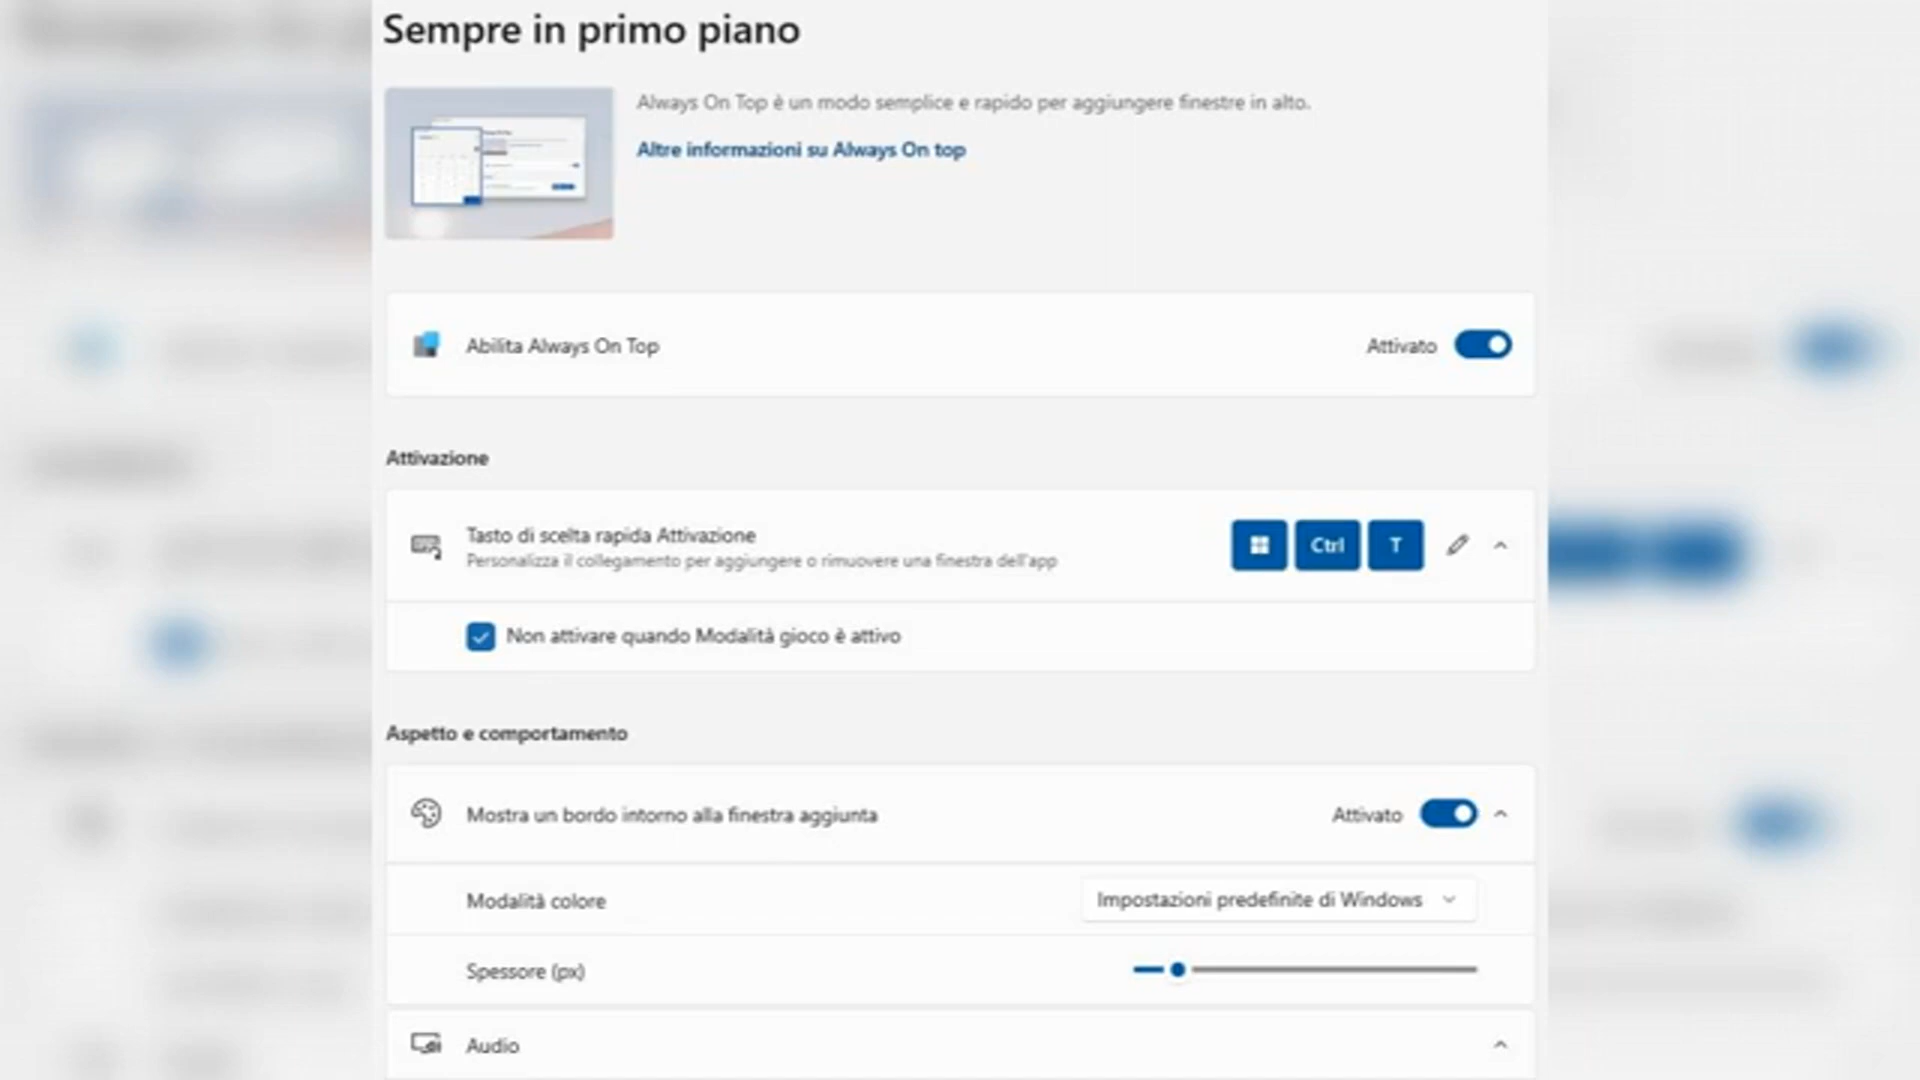 Sempre in primo piano
Always On Top è un modo semplice e rapido per aggiungere finestre in alto.
Altre informazioni su Always On top
Abilita Always On Top
Attivato
Attivazione
Tasto di scelta rapida Attivazione
Ctrl
T
Personalizza il collegamento per aggiungere o rimuovere una finestra dell'app
Non attivare quando Modalità gioco è attivo
Aspetto e comportamento
Mostra un bordo intorno alla finestra aggiunta
Attivato
Modalità colore
Impostazioni predefinite di Windows
Spessore (px)
Audio